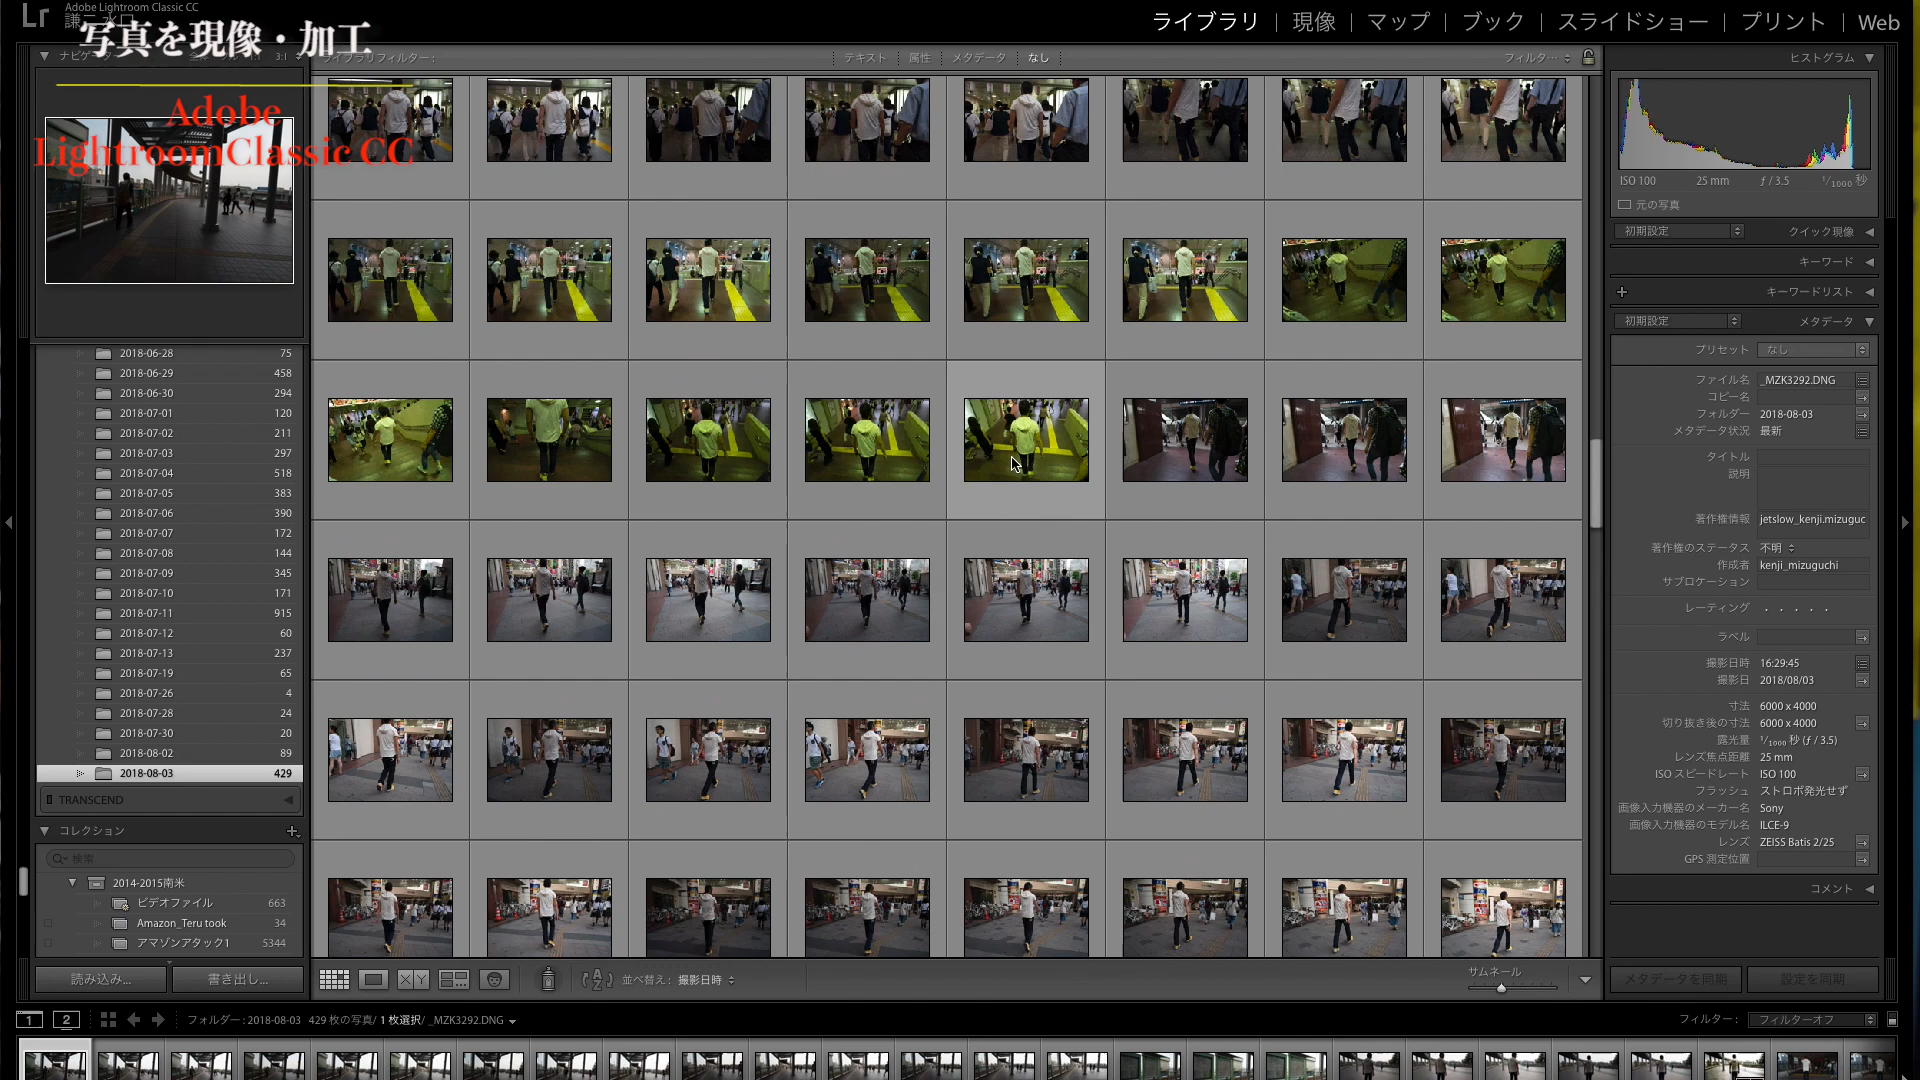 Adobe Lightroom Classic CC
写真を現像・加工
Adobe
LightroomClassic CC
ライブラリ | 現像 | マップ | ブック | スライドショー | プリント | Web
ライブラリフィルター :
テキスト 属性 メタデータ なし
フィルタ…
ヒストグラム
ISO 100 25 mm ƒ / 3.5 1/1000 秒
元の写真
初期設定 クイック現像
キーワード
キーワードリスト
初期設定 メタデータ
プリセット なし
ファイル名 _MZK3292.DNG
コピー名
フォルダー 2018-08-03
メタデータ状況 最新
タイトル
説明
著作権情報 jetslow_kenji.mizuguc
著作権のステータス 不明
作成者 kenji_mizuguchi
サブロケーション
レーティング . . . . .
ラベル
撮影日時 16:29:45
撮影日 2018/08/03
寸法 6000 x 4000
切り抜き後の寸法 6000 x 4000
露光量 1/1000 秒 (ƒ / 3.5)
レンズ焦点距離 25 mm
ISO スピードレート ISO 100
フラッシュ ストロボ発光せず
画像入力機器のメーカー名 Sony
画像入力機器のモデル名 ILCE-9
レンズ ZEISS Batis 2/25
GPS 測定位置
コメント
メタデータを同期 設定を同期
2018-06-28 75
2018-06-29 458
2018-06-30 294
2018-07-01 120
2018-07-02 211
2018-07-03 297
2018-07-04 518
2018-07-05 383
2018-07-06 390
2018-07-07 172
2018-07-08 144
2018-07-09 345
2018-07-10 171
2018-07-11 915
2018-07-12 60
2018-07-13 237
2018-07-19 65
2018-07-26 4
2018-07-28 24
2018-07-30 20
2018-08-02 89
2018-08-03 429
TRANSCEND
コレクション
検索
2014-2015南米
ビデオファイル 663
Amazon_Teru took 34
アマゾンアタック1 5344
読み込み... 書き出し...
並べ替え : 撮影日時
サムネール
1 2 フォルダー : 2018-08-03 429 枚の写真/ 1 枚選択/ _MZK3292.DNG
フィルター : フィルターオフ